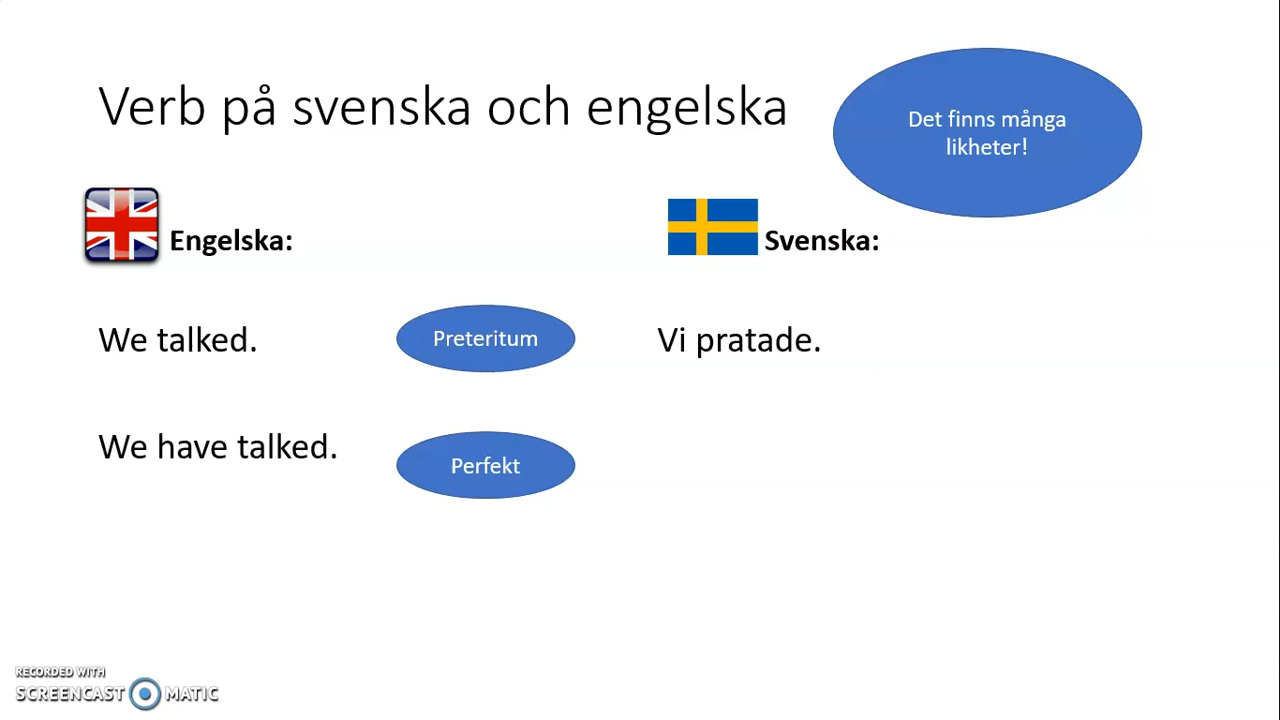 Verb på svenska och engelska
Det finns många
likheter!
Engelska:
Svenska:
We talked.
Preteritum
Vi pratade.
We have talked.
Perfekt
RECORDED WITH
SCREENCAST MATIC